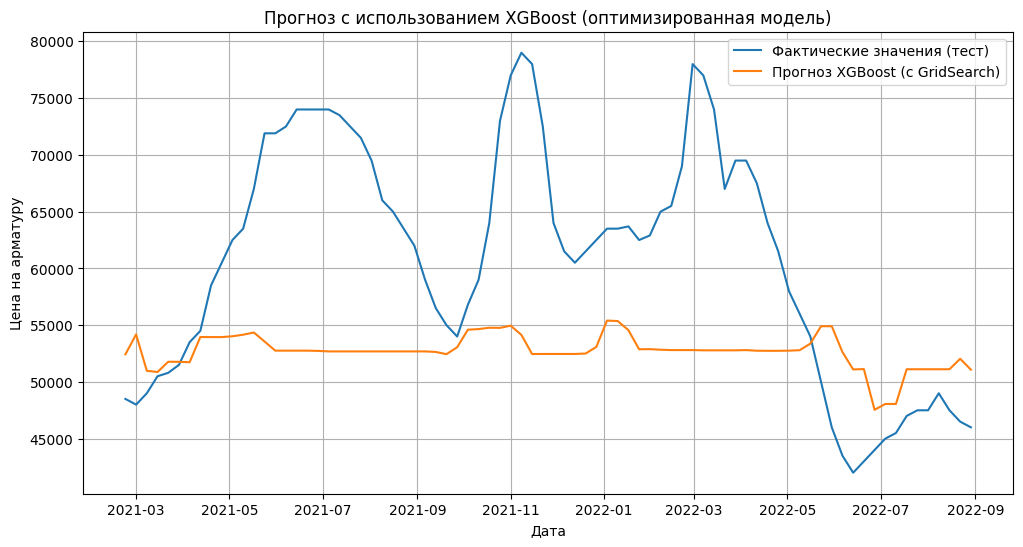 Прогноз с использованием XGBoost (оптимизированная модель)
Фактические значения (тест)
Прогноз XGBoost (с GridSearch)
Цена на арматуру
80000
75000
70000
65000
60000
55000
50000
45000
2021-03 2021-05 2021-07 2021-09 2021-11 2022-01 2022-03 2022-05 2022-07 2022-09
Дата